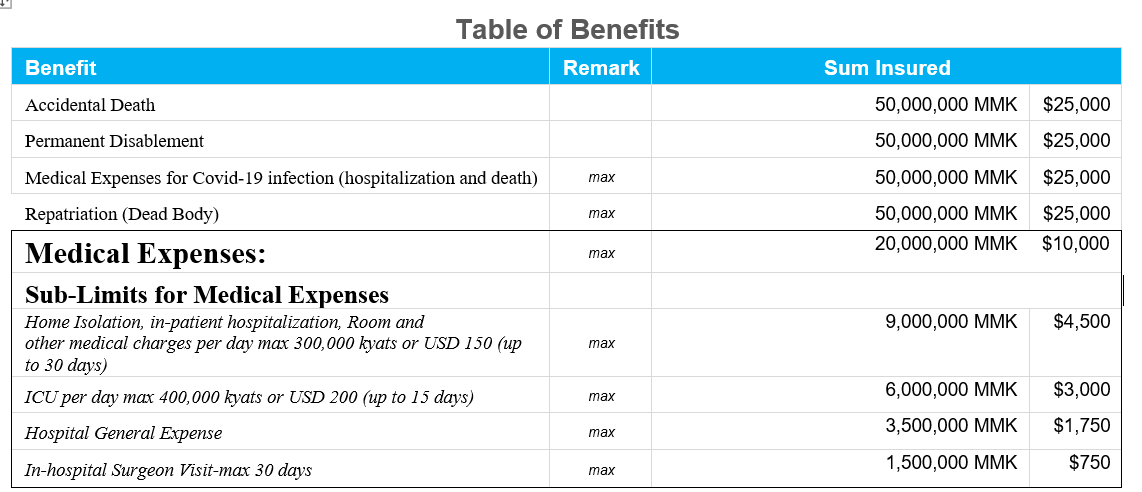 Table of Benefits
Benefit Remark Sum Insured
Accidental Death 50,000,000 MMK $25,000
Permanent Disablement 50,000,000 MMK $25,000
Medical Expenses for Covid-19 infection (hospitalization and death) max 50,000,000 MMK $25,000
Repatriation (Dead Body) max 50,000,000 MMK $25,000
Medical Expenses: max 20,000,000 MMK $10,000
Sub-Limits for Medical Expenses
Home Isolation, in-patient hospitalization, Room and
other medical charges per day max 300,000 kyats or USD 150 (up
to 30 days) max 9,000,000 MMK $4,500
ICU per day max 400,000 kyats or USD 200 (up to 15 days) max 6,000,000 MMK $3,000
Hospital General Expense max 3,500,000 MMK $1,750
In-hospital Surgeon Visit-max 30 days max 1,500,000 MMK $750